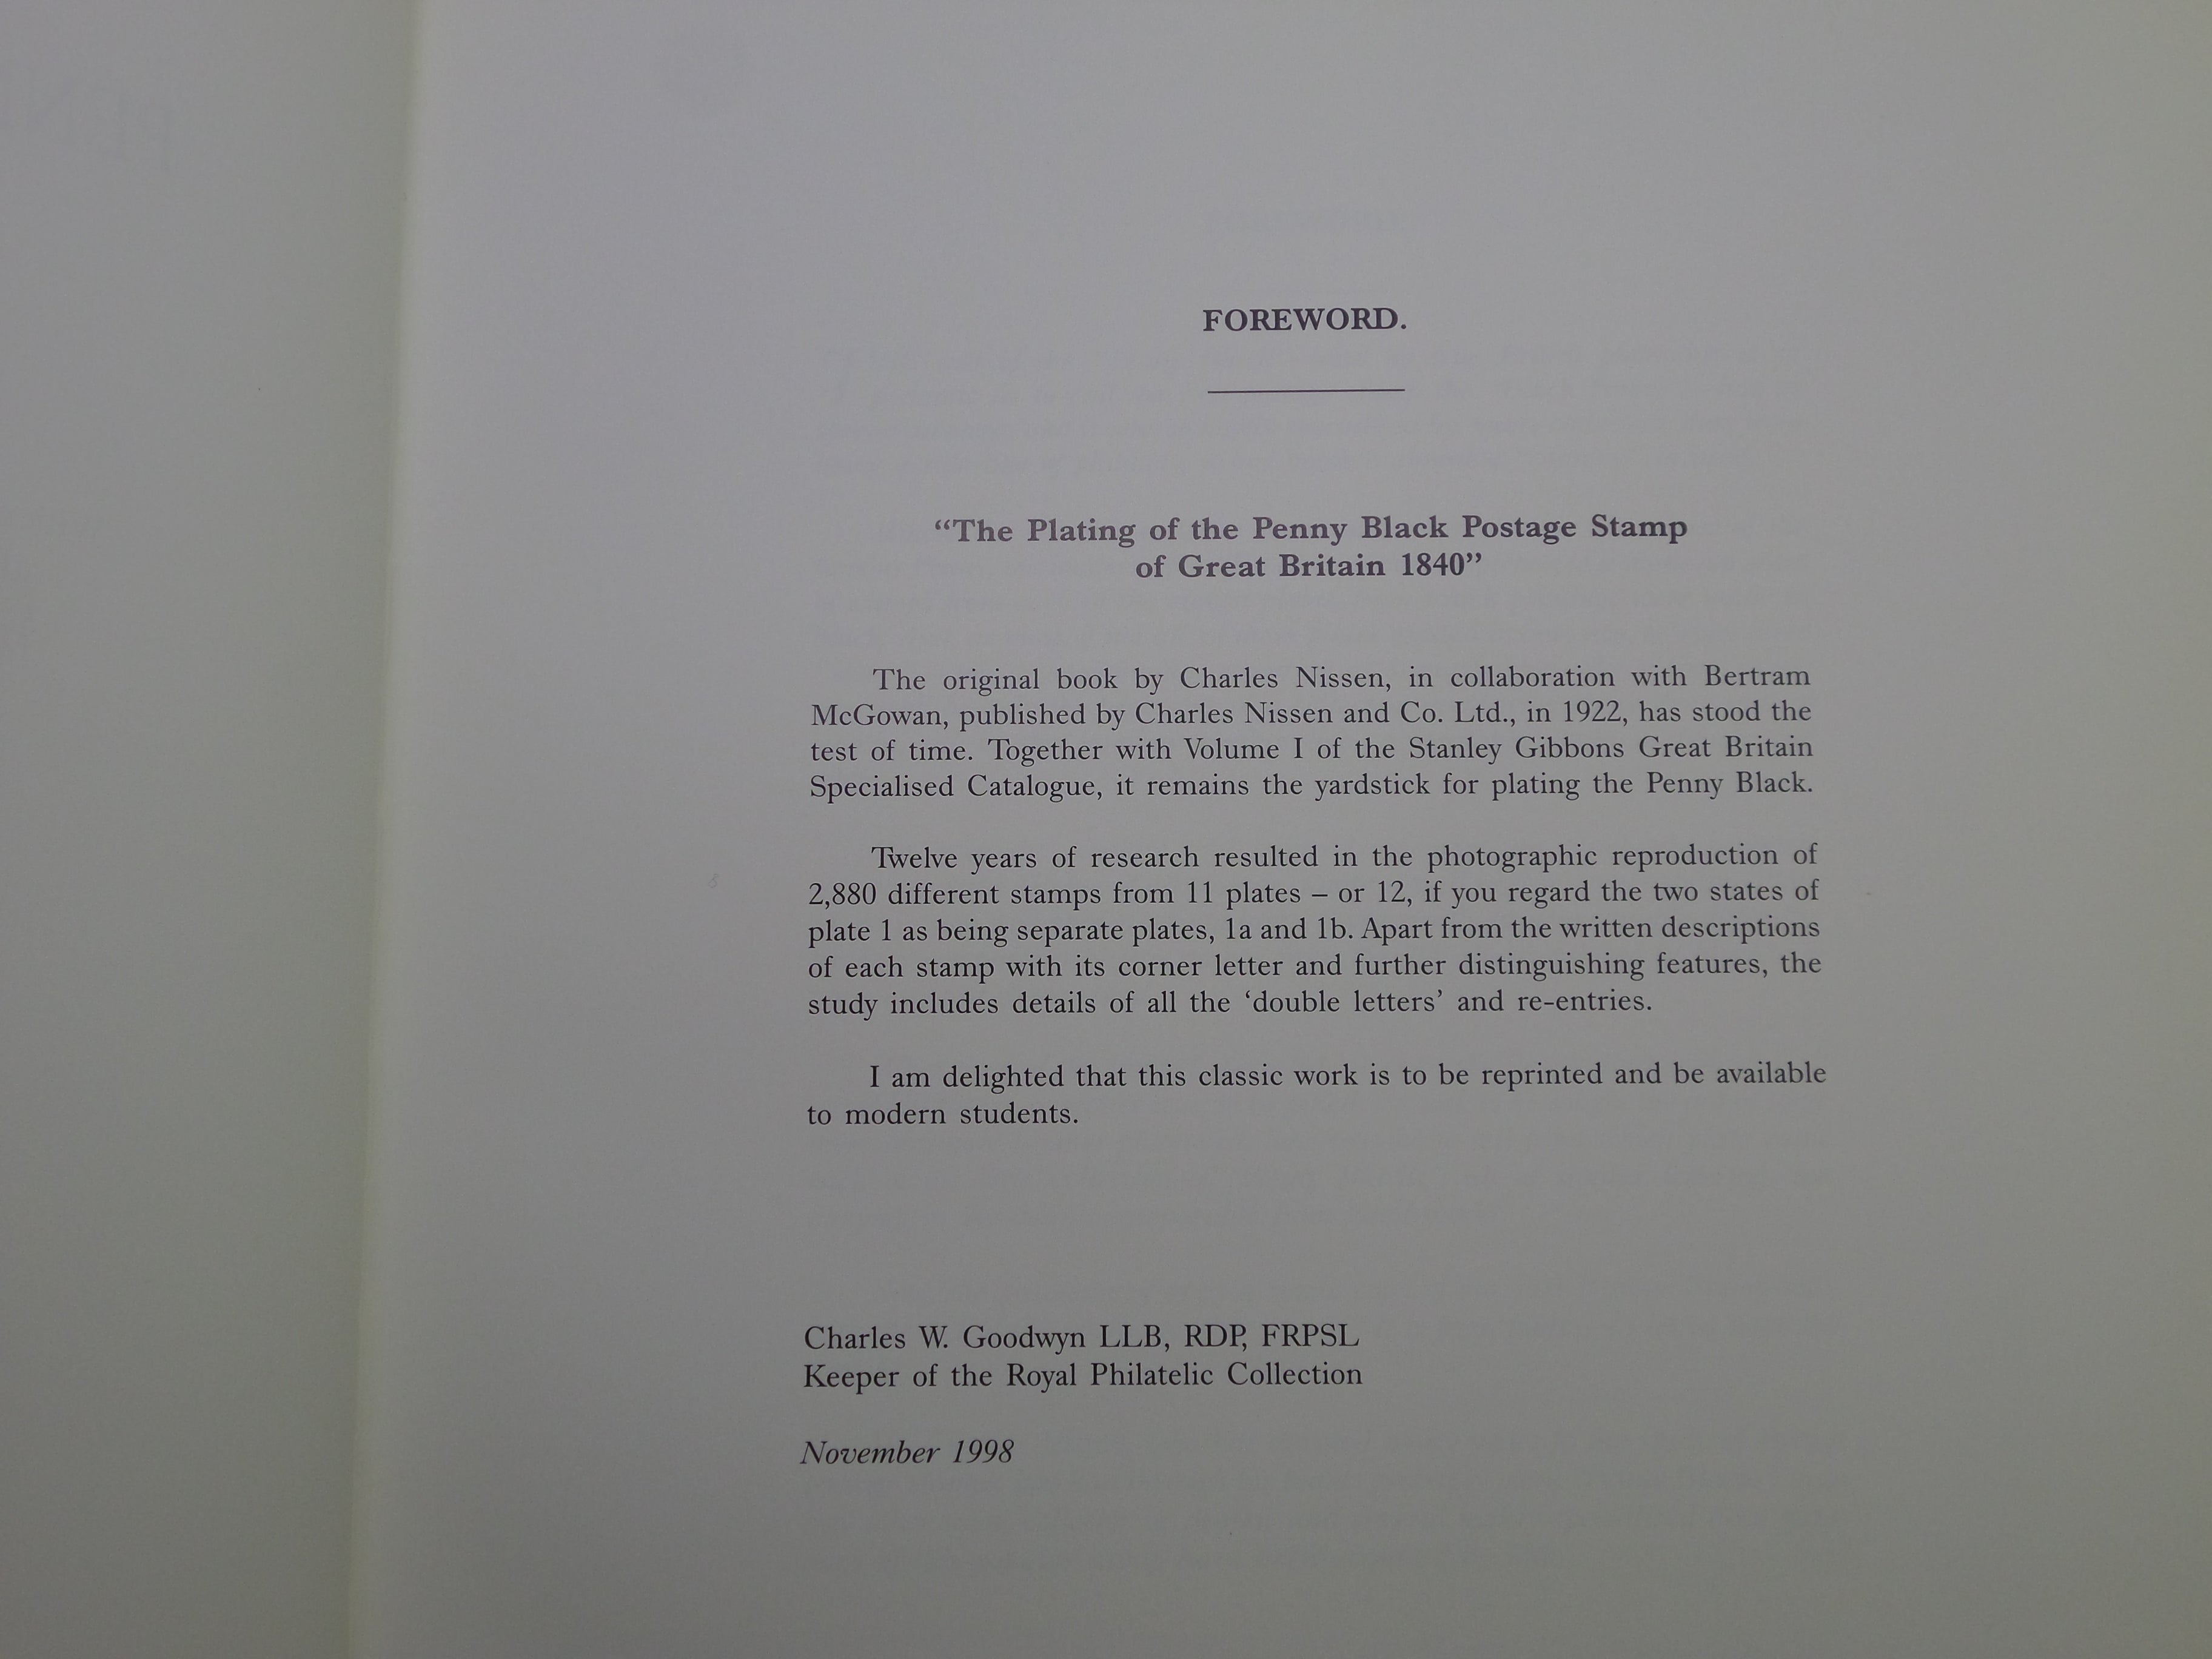 FOREWORD.
“The Plating of the Penny Black Postage Stamp
of Great Britain 1840”
The original book by Charles Nissen, in collaboration with Bertram
McGowan, published by Charles Nissen and Co. Ltd., in 1922, has stood the
test of time. Together with Volume I of the Stanley Gibbons Great Britain
Specialised Catalogue, it remains the yardstick for plating the Penny Black.
Twelve years of research resulted in the photographic reproduction of
2,880 different stamps from 11 plates – or 12, if you regard the two states of
plate 1 as being separate plates, 1a and 1b. Apart from the written descriptions
of each stamp with its corner letter and further distinguishing features, the
study includes details of all the ‘double letters’ and re-entries.
I am delighted that this classic work is to be reprinted and be available
to modern students.
Charles W. Goodwyn LLB, RDP, FRPSL
Keeper of the Royal Philatelic Collection
November 1998